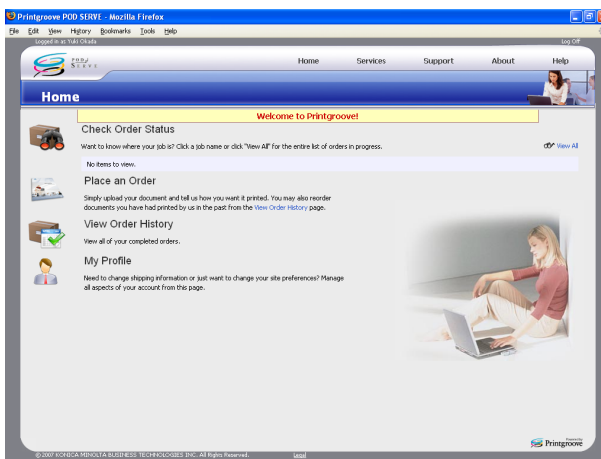 Printgroove POD SERVE - Mozilla Firefox
File Edit View History Bookmarks Tools Help
Logged in as Yuki Okada Log Off
POD SERVE
Home Services Support About Help
Home
Welcome to Printgroove!
Check Order Status
Want to know where your job is? Click a job name or click "View All" for the entire list of orders in progress. View All
No items to view.
Place an Order
Simply upload your document and tell us how you want it printed. You may also reorder
documents you have had printed by us in the past from the View Order History page.
View Order History
View all of your completed orders.
My Profile
Need to change shipping information or just want to change your site preferences? Manage
all aspects of your account from this page.
Powered by
Printgroove
© 2007 KONICA MINOLTA BUSINESS TECHNOLOGIES INC. All Rights Reserved. Legal